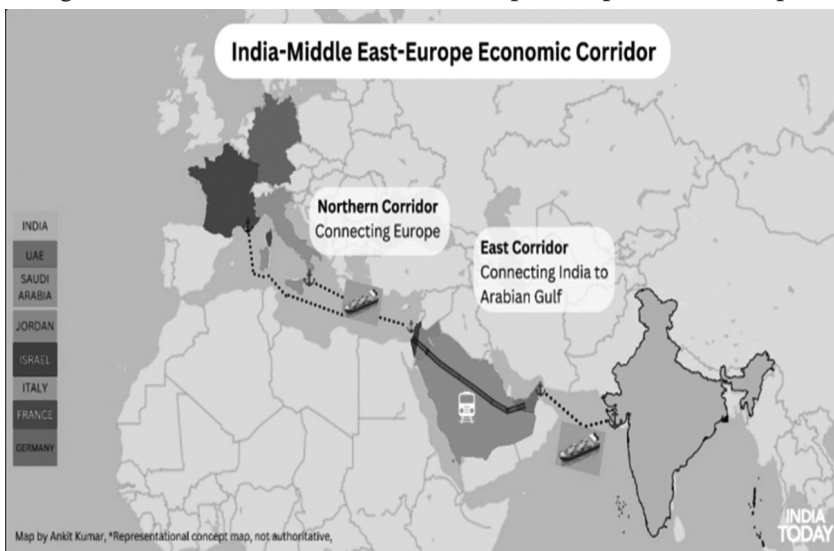 India-Middle East-Europe Economic Corridor
Northern Corridor
Connecting Europe
East Corridor
Connecting India to
Arabian Gulf
INDIA
UAE
SAUDI
ARABIA
JORDAN
ISRAEL
ITALY
FRANCE
GERMANY
Map by Ankit Kumar, *Representational concept map, not authoritative,
INDIA
TODAY